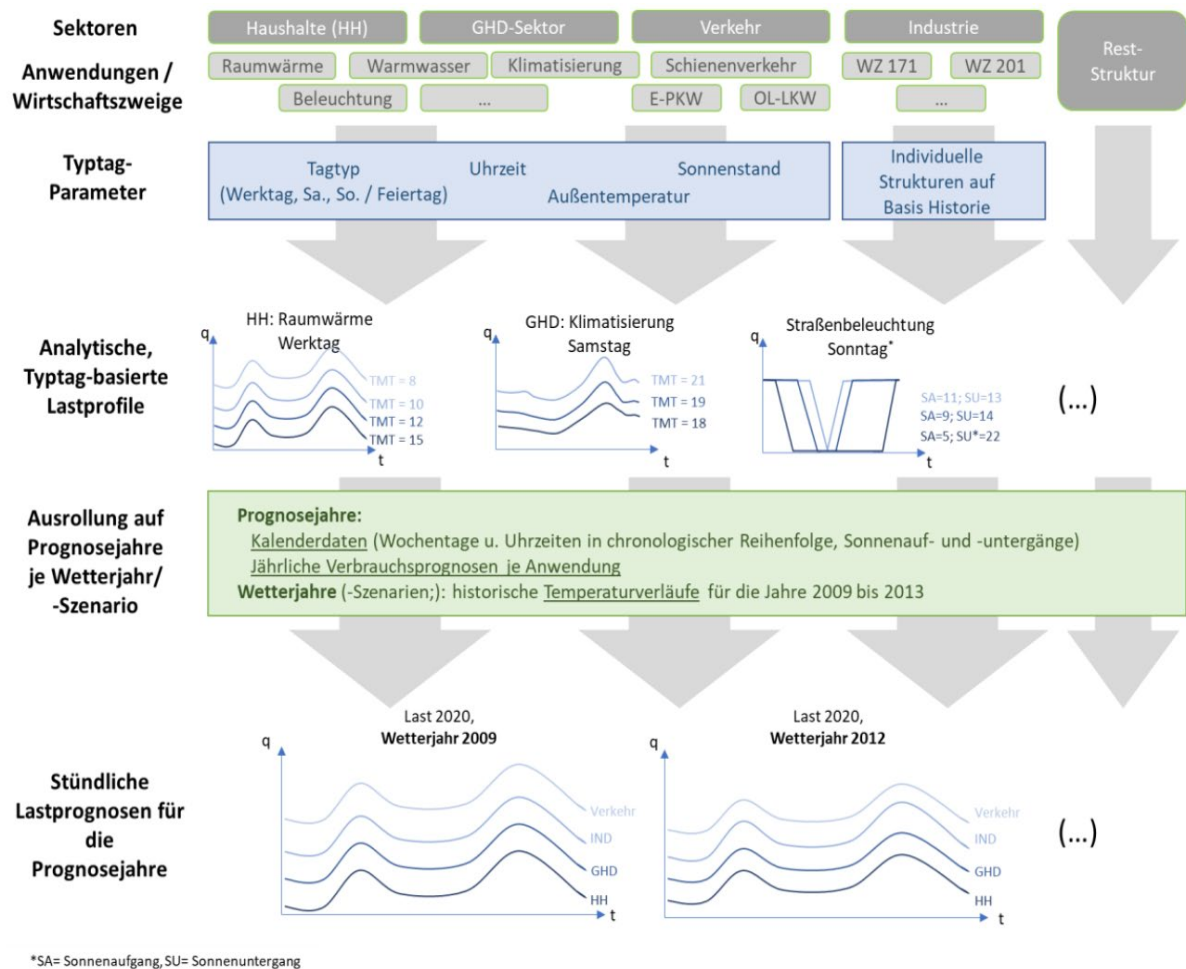 Sektoren
Haushalte (HH)
GHD-Sektor
Verkehr
Industrie
Rest-
Struktur
Anwendungen /
Wirtschaftszweige
Raumwärme
Warmwasser
Klimatisierung
Schienenverkehr
WZ 171
WZ 201
Beleuchtung
...
E-PKW
OL-LKW
...
Typtag-
Parameter
Tagtyp
(Werktag, Sa., So. / Feiertag)
Uhrzeit
Außentemperatur
Sonnenstand
Individuelle
Strukturen auf
Basis Historie
Analytische,
Typtag-basierte
Lastprofile
HH: Raumwärme
Werktag
q
TMT = 8
TMT = 10
TMT = 12
TMT = 15
t
GHD: Klimatisierung
Samstag
q
TMT = 21
TMT = 19
TMT = 18
t
Straßenbeleuchtung
Sonntag*
q
SA=11; SU=13
SA=9; SU=14
SA=5; SU*=22
t
(...)
Ausrollung auf
Prognosejahre
je Wetterjahr/
-Szenario
Prognosejahre:
Kalenderdaten (Wochentage u. Uhrzeiten in chronologischer Reihenfolge, Sonnenauf- und -untergänge)
Jährliche Verbrauchsprognosen je Anwendung
Wetterjahre (-Szenarien;): historische Temperaturverläufe für die Jahre 2009 bis 2013
Stündliche
Lastprognosen für
die
Prognosejahre
Last 2020,
Wetterjahr 2009
q
Verkehr
IND
GHD
HH
t
Last 2020,
Wetterjahr 2012
q
Verkehr
IND
GHD
HH
t
(...)
*SA= Sonnenaufgang, SU= Sonnenuntergang